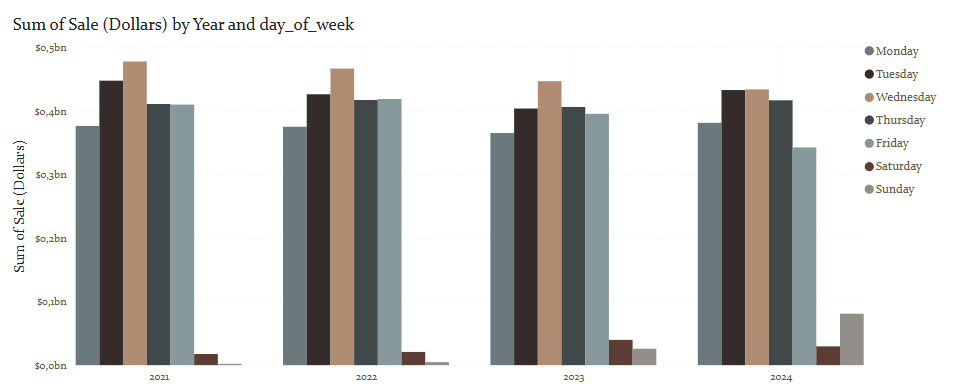 Sum of Sale (Dollars) by Year and day_of_week
$0,5bn
$0,4bn
$0,3bn
$0,2bn
$0,1bn
$0,0bn
Sum of Sale (Dollars)
2021
2022
2023
2024
Monday
Tuesday
Wednesday
Thursday
Friday
Saturday
Sunday